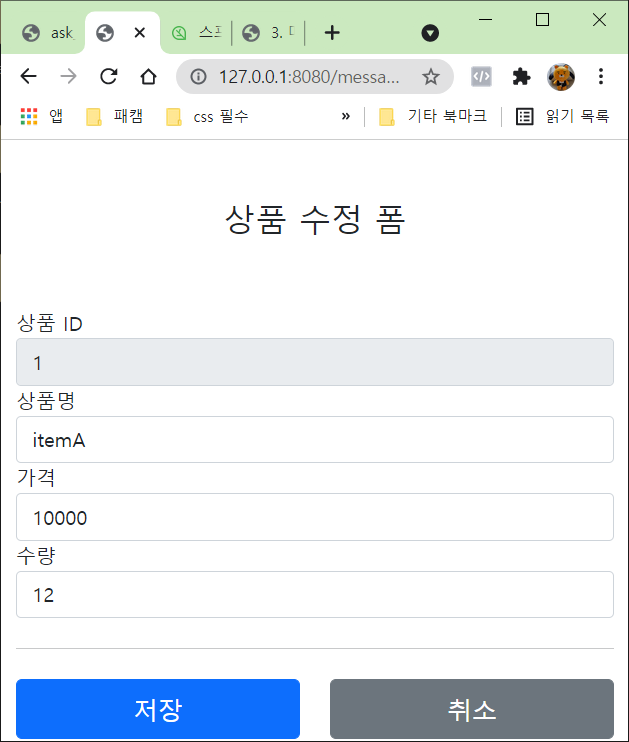 ask_
스프
3. 
127.0.0.1:8080/messa...
앱 패캠 css 필수 » 기타 북마크 읽기 목록
상품 수정 폼
상품 ID
1
상품명
itemA
가격
10000
수량
12
저장 취소